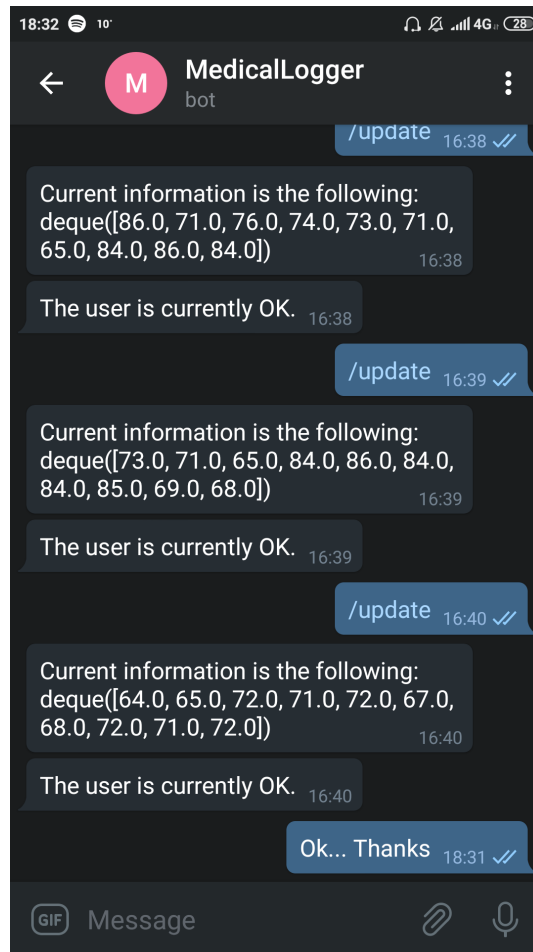 18:32 10° 4G 28
M MedicalLogger
bot
/update 16:38
Current information is the following:
deque([86.0, 71.0, 76.0, 74.0, 73.0, 71.0,
65.0, 84.0, 86.0, 84.0])
16:38
The user is currently OK. 16:38
/update 16:39
Current information is the following:
deque([73.0, 71.0, 65.0, 84.0, 86.0, 84.0,
84.0, 85.0, 69.0, 68.0])
16:39
The user is currently OK. 16:39
/update 16:40
Current information is the following:
deque([64.0, 65.0, 72.0, 71.0, 72.0, 67.0,
68.0, 72.0, 71.0, 72.0])
16:40
The user is currently OK. 16:40
Ok... Thanks 18:31
GIF Message